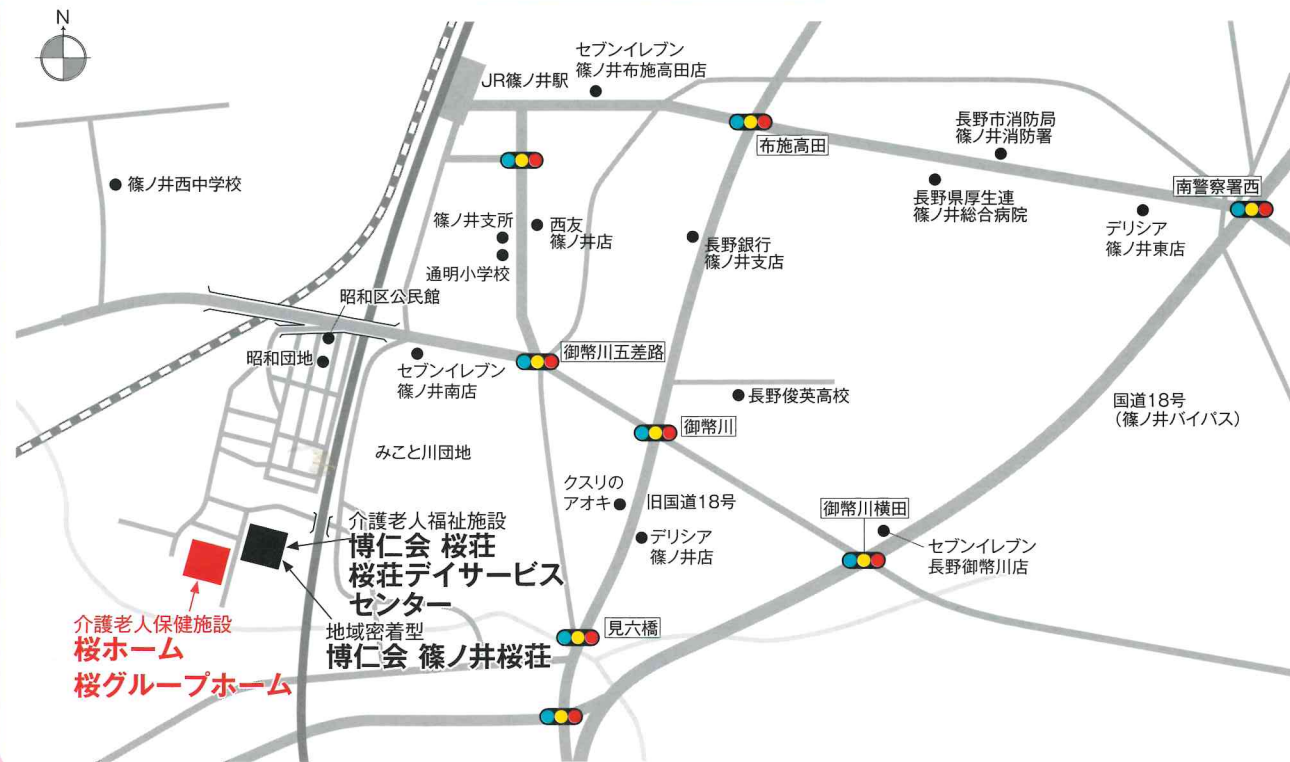 N
セブンイレブン
篠ノ井布施高田店
JR篠ノ井駅
布施高田
長野市消防局
篠ノ井消防署
南警察署西
長野県厚生連
篠ノ井総合病院
デリシア
篠ノ井東店
篠ノ井西中学校
篠ノ井支所
西友
篠ノ井店
通明小学校
長野銀行
篠ノ井支店
昭和区公民館
昭和団地
セブンイレブン
篠ノ井南店
御幣川五差路
長野俊英高校
国道18号
(篠ノ井バイパス)
御幣川
みこと川団地
クスリの
アオキ
旧国道18号
デリシア
篠ノ井店
御幣川横田
セブンイレブン
長野御幣川店
介護老人福祉施設
博仁会 桜荘
桜荘デイサービス
センター
地域密着型
博仁会 篠ノ井桜荘
見六橋
介護老人保健施設
桜ホーム
桜グループホーム